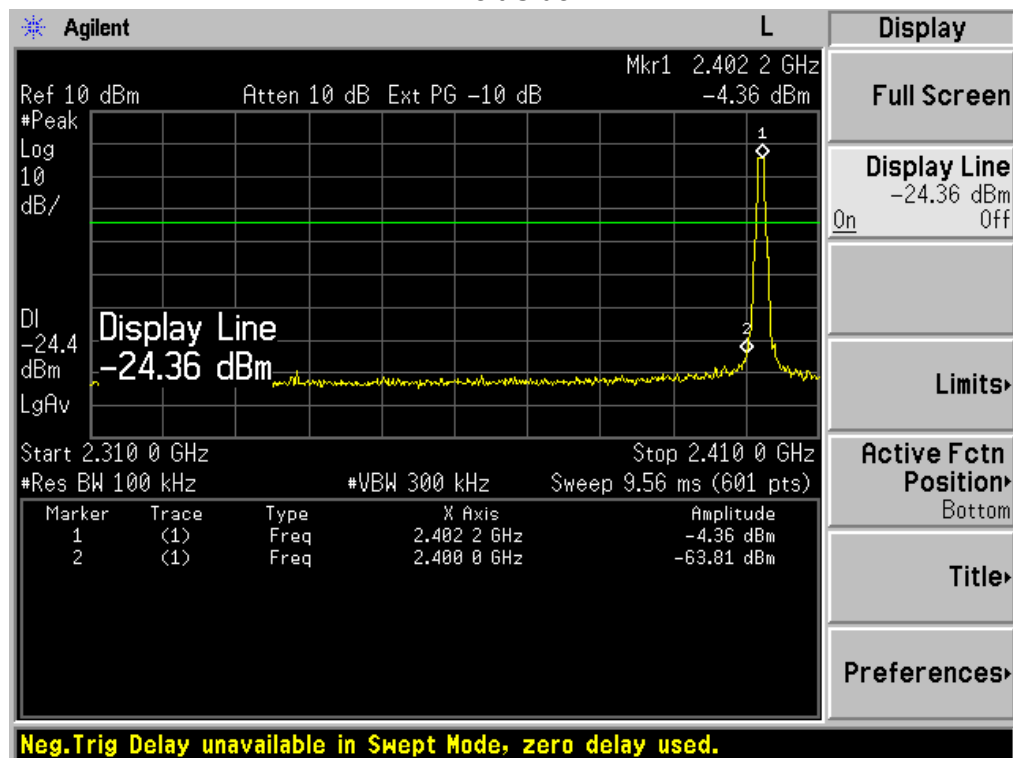 Agilent L
Mkr1 2.402 2 GHz
Ref 10 dBm Atten 10 dB Ext PG -10 dB -4.36 dBm
#Peak
Log
10
dB/
1
2
DI
-24.4
dBm
LgAv
Display Line
-24.36 dBm
Start 2.310 0 GHz Stop 2.410 0 GHz
#Res BW 100 kHz #VBW 300 kHz Sweep 9.56 ms (601 pts)
Marker Trace Type X Axis Amplitude
1 (1) Freq 2.402 2 GHz -4.36 dBm
2 (1) Freq 2.400 0 GHz -63.81 dBm
Display
Full Screen
Display Line
-24.36 dBm
On Off
Limits
Active Fctn
Position
Bottom
Title
Preferences
Neg.Trig Delay unavailable in Swept Mode, zero delay used.